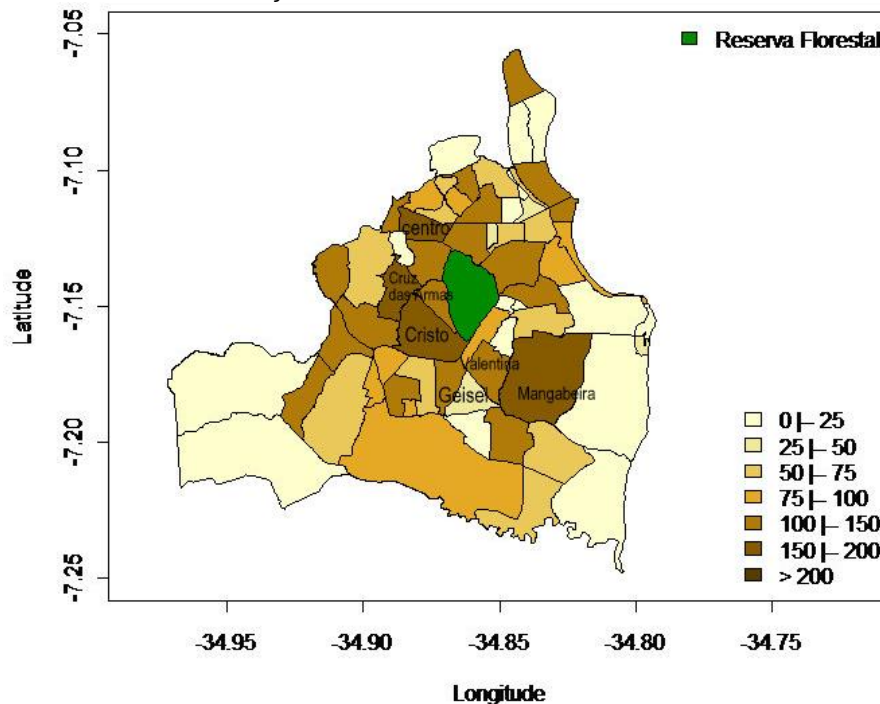 -7.05
Reserva Florestal
-7.10
centro
Latitude
-7.15
Cruz
das Armas
Cristo
Valentina
Geisel
Mangabeira
-7.20
0 |– 25
25 |– 50
50 |– 75
75 |– 100
100 |– 150
150 |– 200
> 200
-7.25
-34.95
-34.90
-34.85
-34.80
-34.75
Longitude